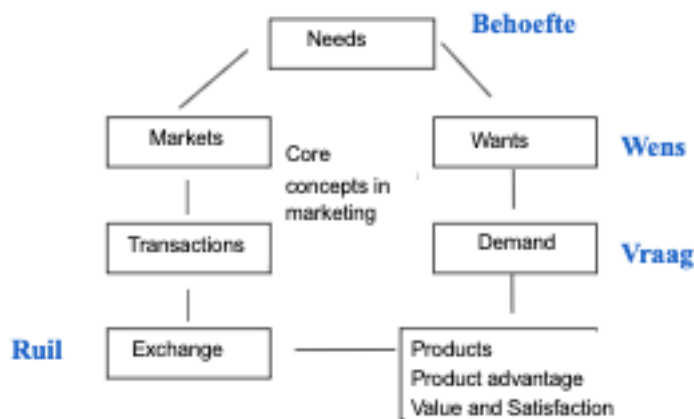 Behoefte
Needs
Markets
Wants
Wens
Core
concepts in
marketing
Transactions
Demand
Vraag
Ruil
Exchange
Products
Product advantage
Value and Satisfaction